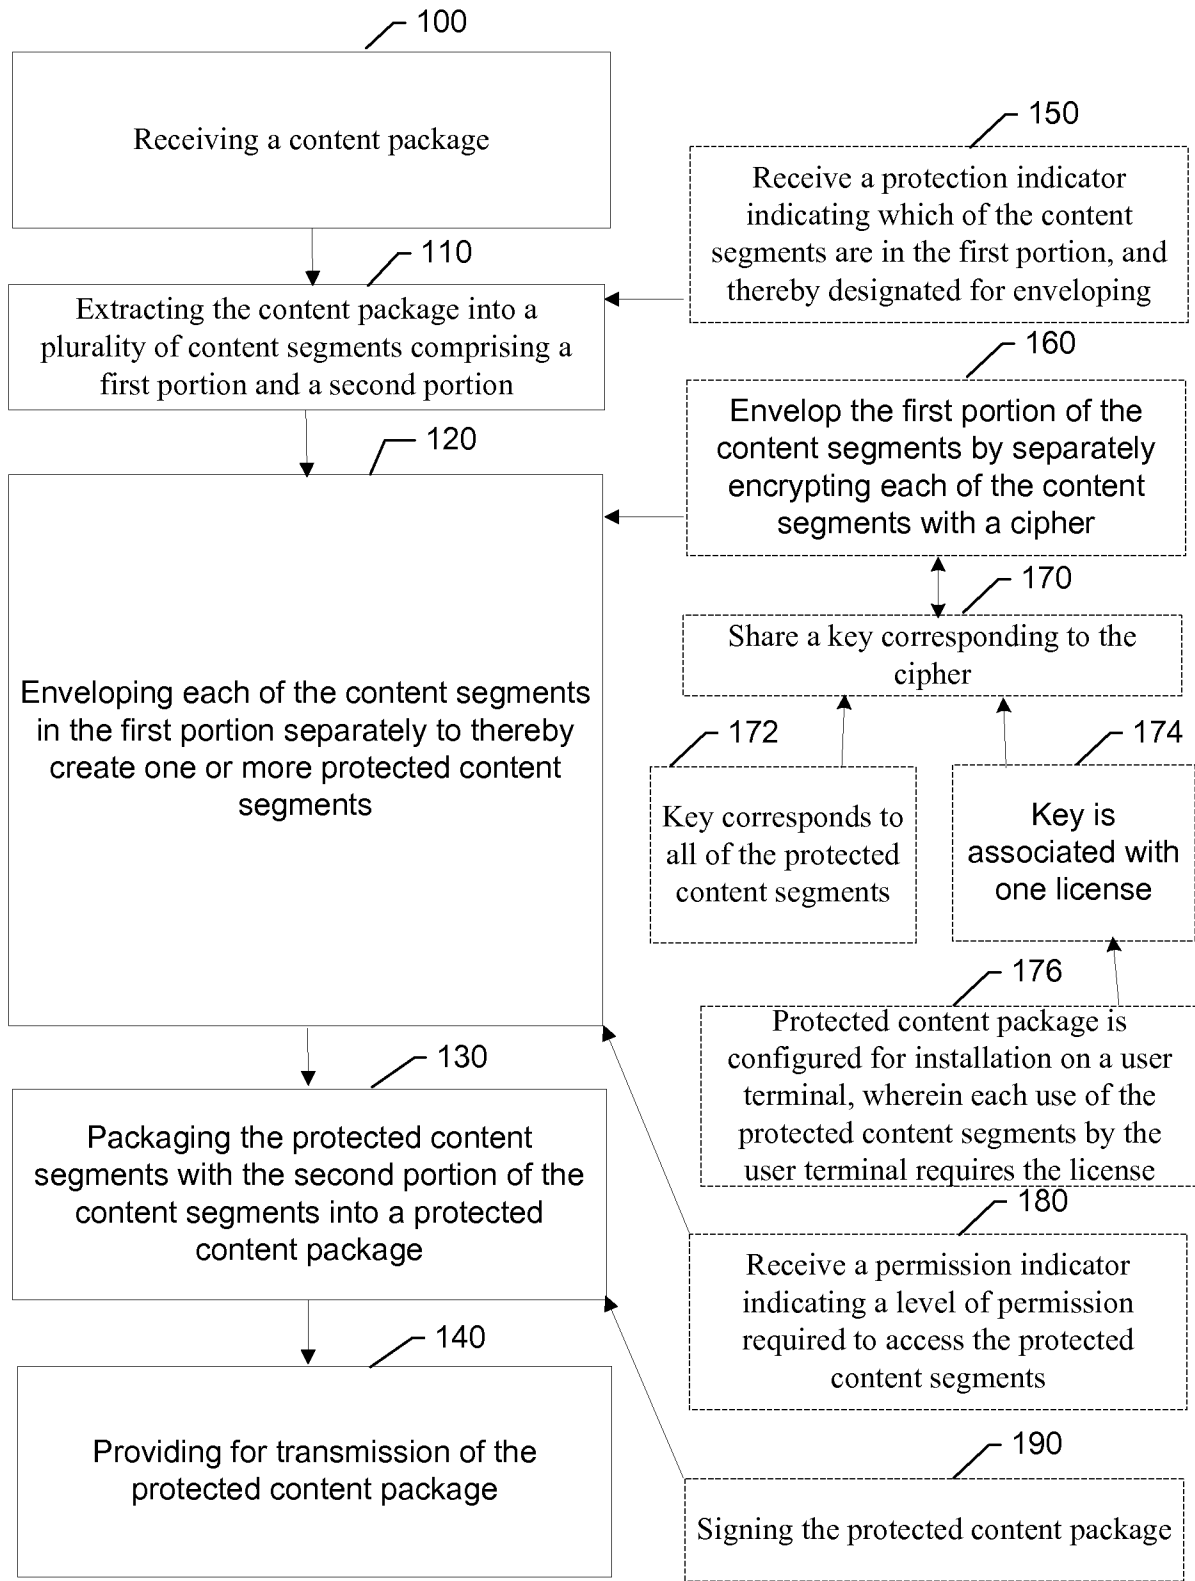 100
Receiving a content package
110
Extracting the content package into a
plurality of content segments comprising a
first portion and a second portion
120
Enveloping each of the content segments
in the first portion separately to thereby
create one or more protected content
segments
130
Packaging the protected content
segments with the second portion of the
content segments into a protected
content package
140
Providing for transmission of the
protected content package
150
Receive a protection indicator
indicating which of the content
segments are in the first portion, and
thereby designated for enveloping
160
Envelop the first portion of the
content segments by separately
encrypting each of the content
segments with a cipher
170
Share a key corresponding to the
cipher
172
Key corresponds to
all of the protected
content segments
174
Key is
associated with
one license
176
Protected content package is
configured for installation on a user
terminal, wherein each use of the
protected content segments by the
user terminal requires the license
180
Receive a permission indicator
indicating a level of permission
required to access the protected
content segments
190
Signing the protected content package